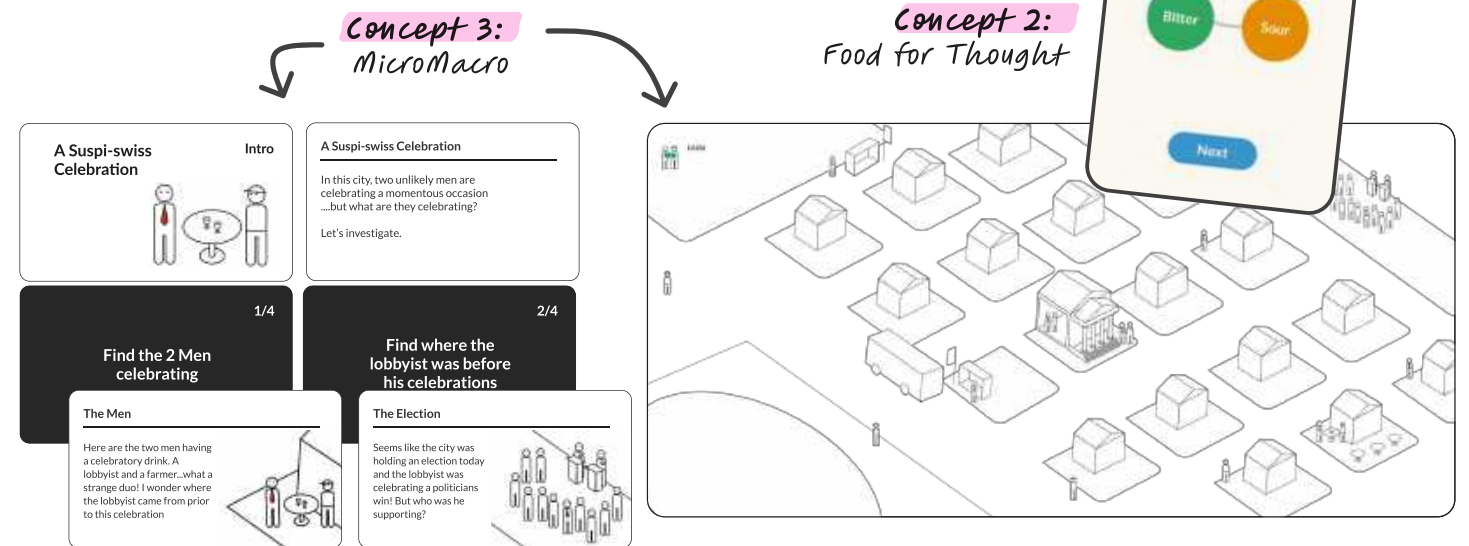 Concept 3:
MicroMacro
Concept 2:
Food for Thought
Bitter
Sour
Next
A Suspi-swiss
Celebration
Intro
A Suspi-swiss Celebration
In this city, two unlikely men are
celebrating a momentous occasion
....but what are they celebrating?
Let's investigate.
1/4
Find the 2 Men
celebrating
2/4
Find where the
lobbyist was before
his celebrations
The Men
Here are the two men having
a celebratory drink. A
lobbyist and a farmer...what a
strange duo! I wonder where
the lobbyist came from prior
to this celebration
The Election
Seems like the city was
holding an election today
and the lobbyist was
celebrating a politicians
win! But who was he
supporting?